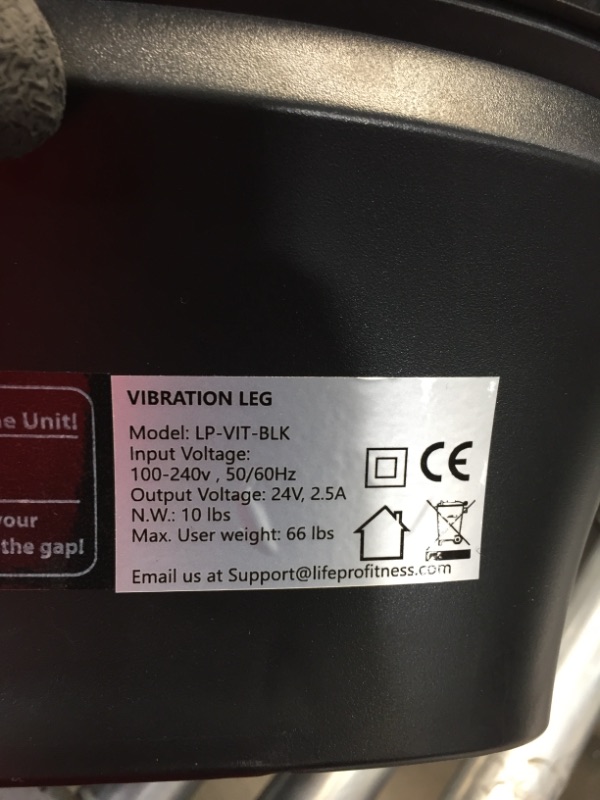 e Unit!
your
the gap!
VIBRATION LEG
Model: LP-VIT-BLK
Input Voltage:
100-240v , 50/60Hz
Output Voltage: 24V, 2.5A
N.W.: 10 lbs
Max. User weight: 66 lbs
CE
Email us at Support@lifeprofitness.com